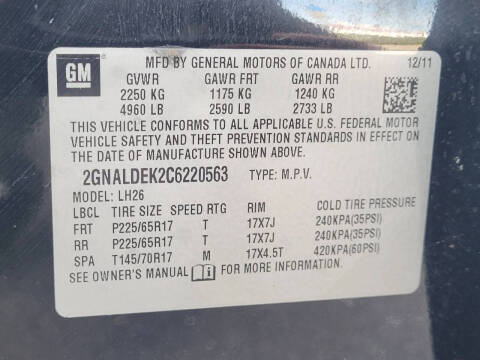 GM
MFD BY GENERAL MOTORS OF CANADA LTD. 12/11
GVWR GAWR FRT GAWR RR
2250 KG 1175 KG 1240 KG
4960 LB 2590 LB 2733 LB
THIS VEHICLE CONFORMS TO ALL APPLICABLE U.S. FEDERAL MOTOR
VEHICLE SAFETY AND THEFT PREVENTION STANDARDS IN EFFECT ON
THE DATE OF MANUFACTURE SHOWN ABOVE.
2GNALDEK2C6220563 TYPE: M.P.V.
MODEL: LH26
LBCL TIRE SIZE SPEED RTG RIM COLD TIRE PRESSURE
FRT P225/65R17 T 17X7J 240KPA(35PSI)
RR P225/65R17 T 17X7J 240KPA(35PSI)
SPA T145/70R17 M 17X4.5T 420KPA(60PSI)
SEE OWNER'S MANUAL FOR MORE INFORMATION.